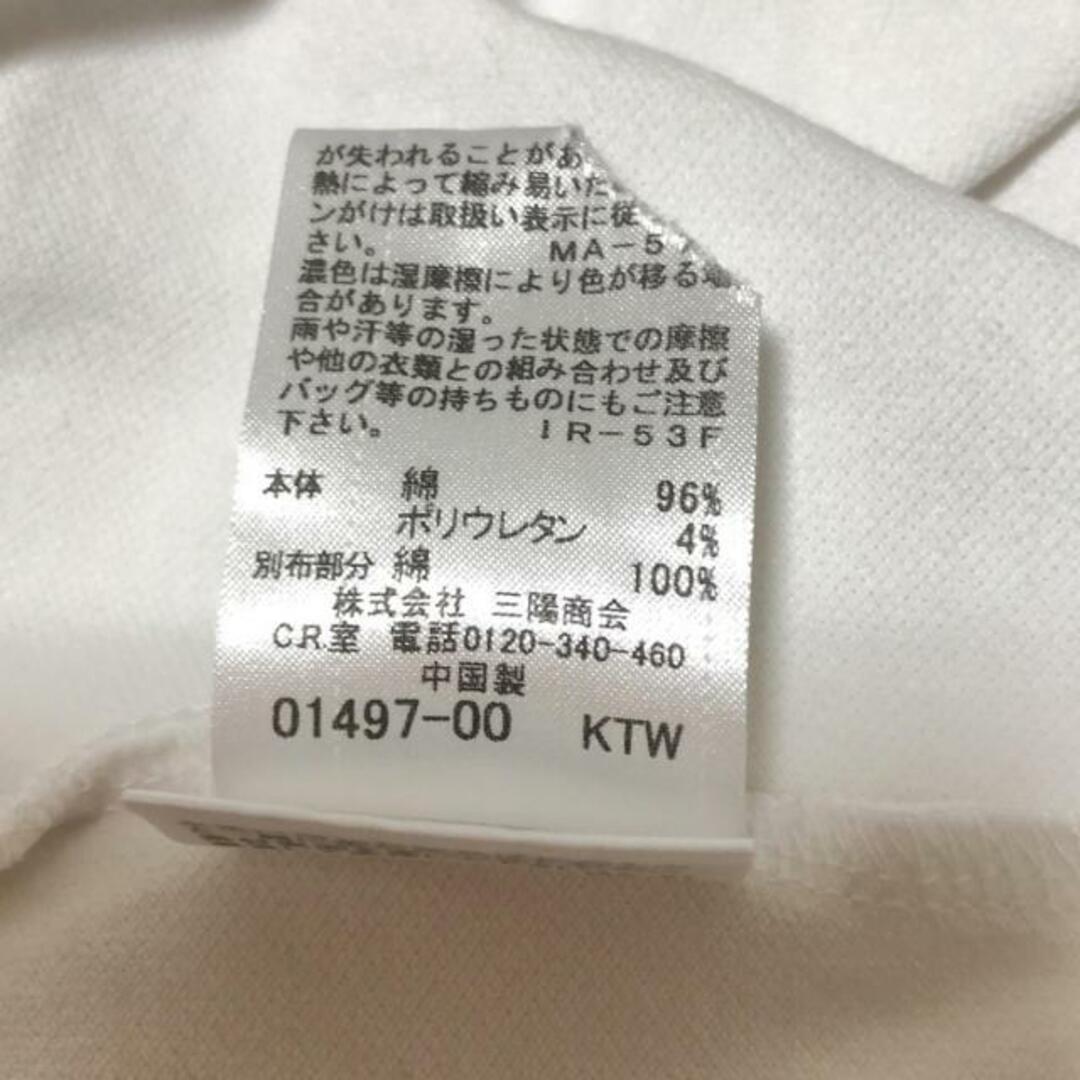 が失われることがあ
熱によって縮み易いた
ンがけは取扱い表示に従
さい。 MA-5
濃色は湿摩擦により色が移る場
合があります。
雨や汗等の湿った状態での摩擦
や他の衣類との組み合わせ及び
バッグ等の持ちものにもご注意
下さい。 IR-53F
本体 綿 96%
ポリウレタン 4%
別布部分 綿 100%
株式会社 三陽商会
C.R.室 電話0120-340-460
中国製
01497-00 KTW